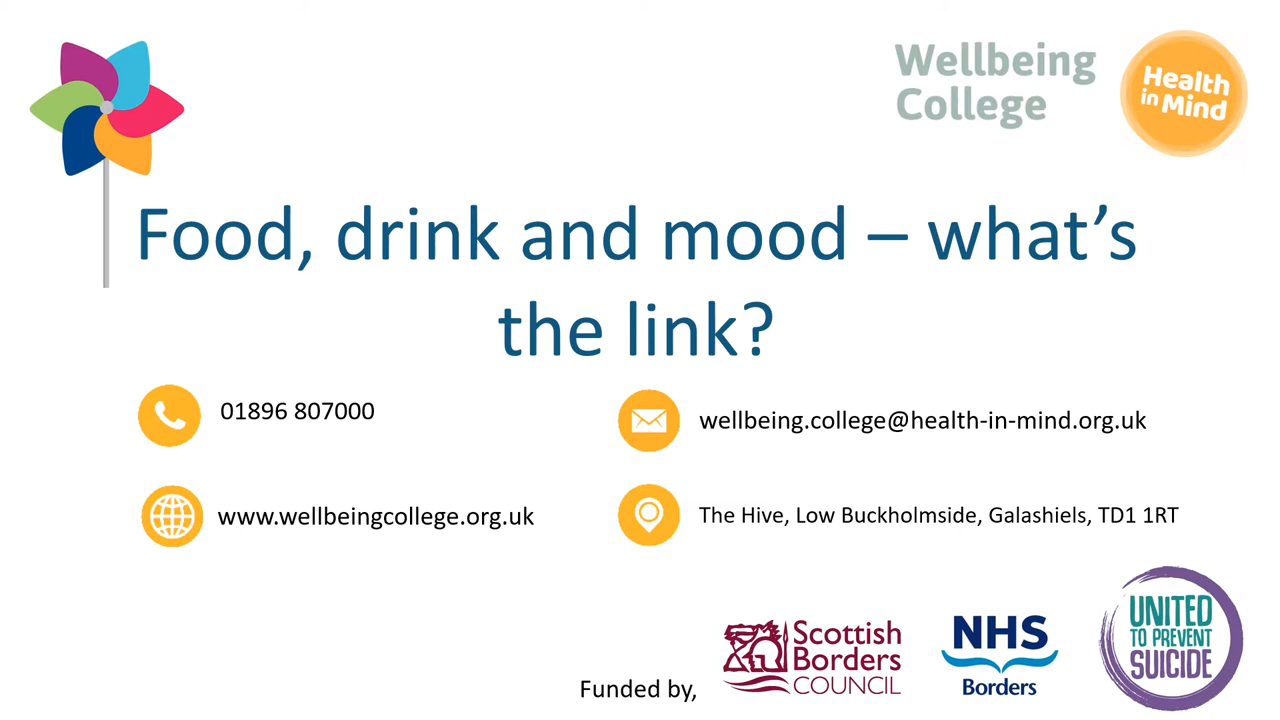 Wellbeing
College
Health
in Mind
Food, drink and mood – what’s
the link?
01896 807000
wellbeing.college@health-in-mind.org.uk
www.wellbeingcollege.org.uk
The Hive, Low Buckholmside, Galashiels, TD1 1RT
Funded by,
Scottish
Borders
COUNCIL
NHS
Borders
UNITED
TO PREVENT
SUICIDE